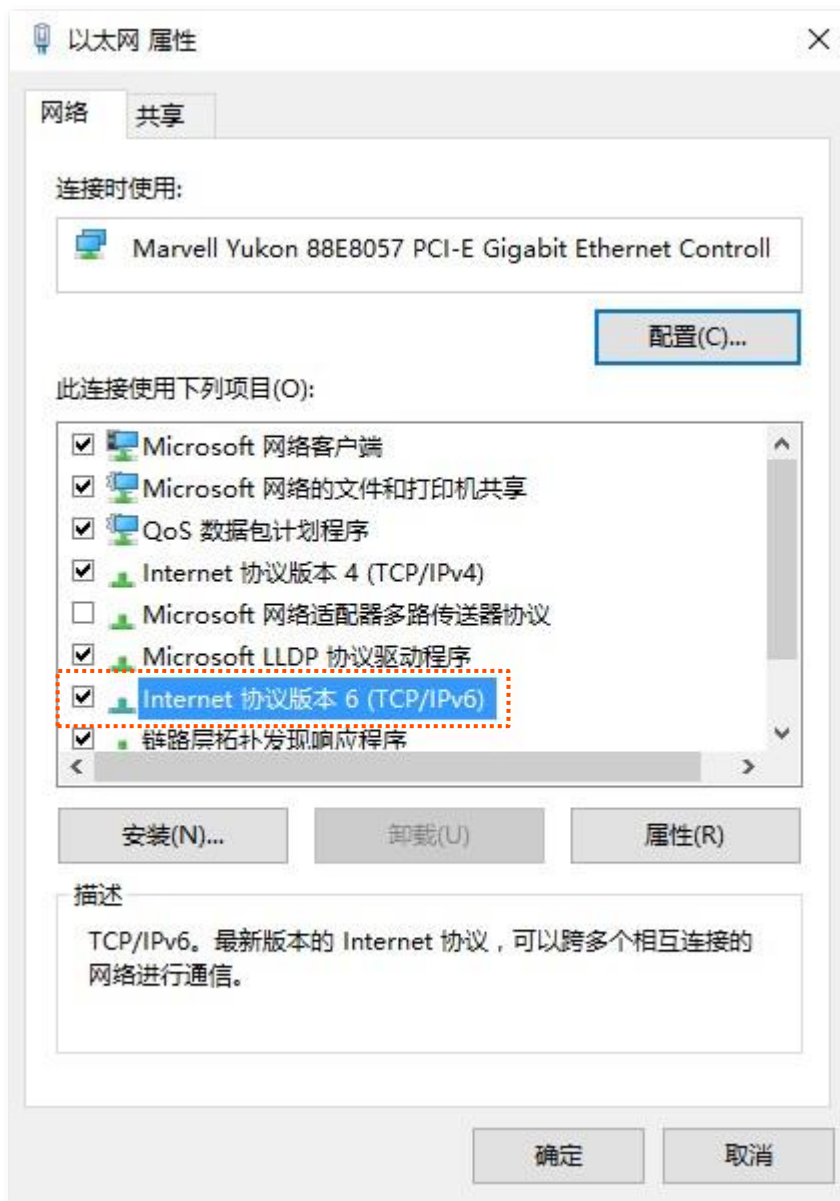 以太网 属性
网络
共享
连接时使用:
Marvell Yukon 88E8057 PCI-E Gigabit Ethernet Controll
配置(C)...
此连接使用下列项目(O):
Microsoft 网络客户端
Microsoft 网络的文件和打印机共享
QoS 数据包计划程序
Internet 协议版本 4 (TCP/IPv4)
Microsoft 网络适配器多路传送器协议
Microsoft LLDP 协议驱动程序
Internet 协议版本 6 (TCP/IPv6)
链路层拓扑发现响应程序
安装(N)...
卸载(U)
属性(R)
描述
TCP/IPv6。最新版本的 Internet 协议，可以跨多个相互连接的
网络进行通信。
确定
取消